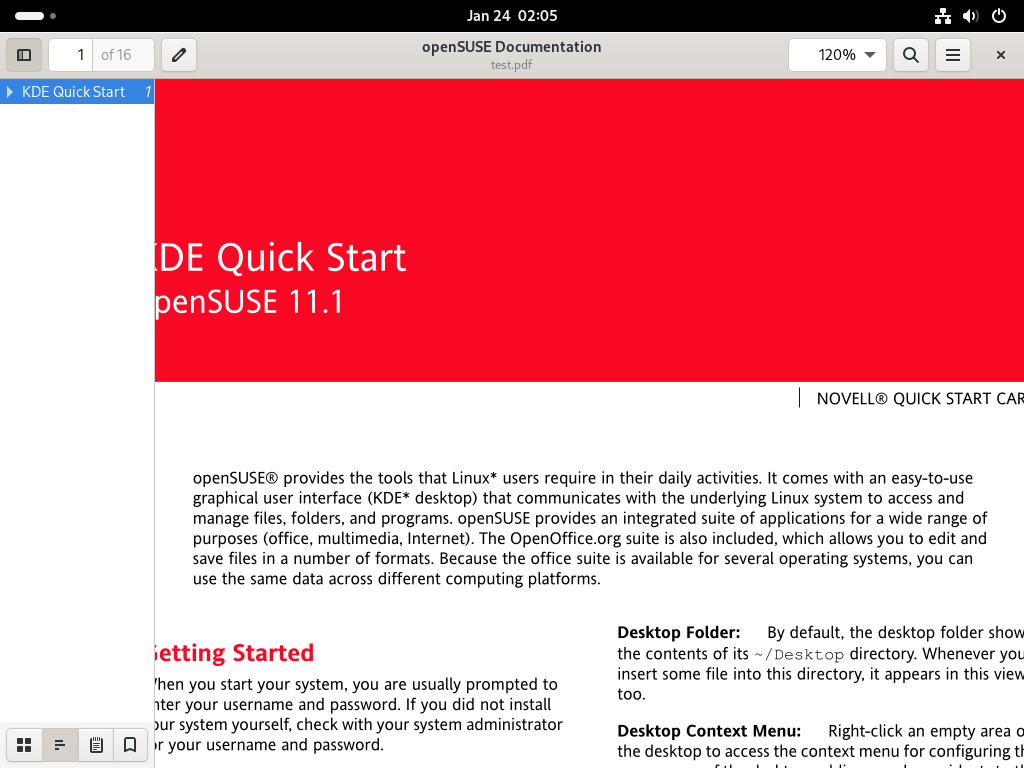 Jan 24 02:05
1 of 16
openSUSE Documentation
test.pdf
120%
KDE Quick Start 1
KDE Quick Start
openSUSE 11.1
NOVELL® QUICK START CAR
openSUSE® provides the tools that Linux* users require in their daily activities. It comes with an easy-to-use
graphical user interface (KDE* desktop) that communicates with the underlying Linux system to access and
manage files, folders, and programs. openSUSE provides an integrated suite of applications for a wide range of
purposes (office, multimedia, Internet). The OpenOffice.org suite is also included, which allows you to edit and
save files in a number of formats. Because the office suite is available for several operating systems, you can
use the same data across different computing platforms.
Getting Started
When you start your system, you are usually prompted to
enter your username and password. If you did not install
your system yourself, check with your system administrator
for your username and password.
Desktop Folder: By default, the desktop folder show
the contents of its ~/Desktop directory. Whenever you
insert some file into this directory, it appears in this view
too.
Desktop Context Menu: Right-click an empty area o
the desktop to access the context menu for configuring th